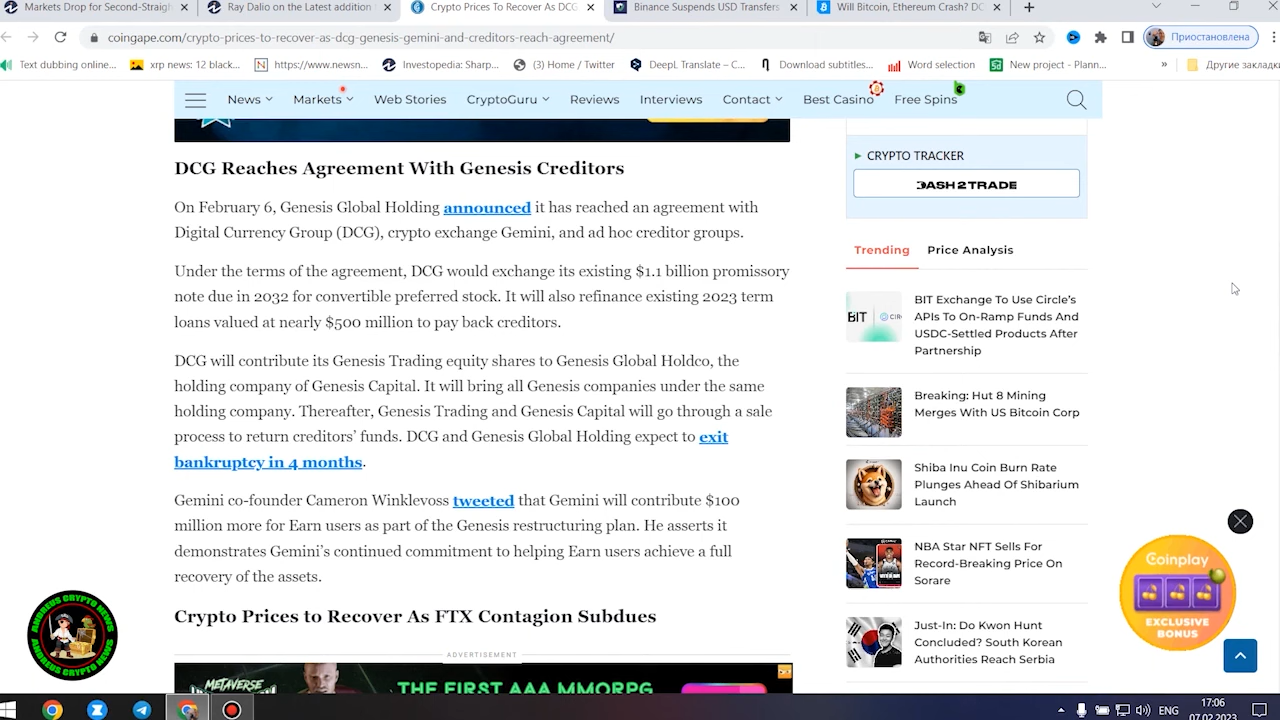 Markets Drop for Second-Straigh
Ray Dalio on the Latest addition
Crypto Prices To Recover As DCG
Binance Suspends USD Transfers
Will Bitcoin, Ethereum Crash? DC
coingape.com/crypto-prices-to-recover-as-dcg-genesis-gemini-and-creditors-reach-agreement/
Приостановлена
Text dubbing online...
xrp news: 12 black...
https://www.newsn...
Investopedia: Sharp...
(3) Home / Twitter
DeepL Translate – C...
Download subtitles...
Word selection
New project - Plann...
»
Другие закладки
News
Markets
Web Stories
CryptoGuru
Reviews
Interviews
Contact
Best Casino
Free Spins
DCG Reaches Agreement With Genesis Creditors
On February 6, Genesis Global Holding announced it has reached an agreement with
Digital Currency Group (DCG), crypto exchange Gemini, and ad hoc creditor groups.
Under the terms of the agreement, DCG would exchange its existing $1.1 billion promissory
note due in 2032 for convertible preferred stock. It will also refinance existing 2023 term
loans valued at nearly $500 million to pay back creditors.
DCG will contribute its Genesis Trading equity shares to Genesis Global Holdco, the
holding company of Genesis Capital. It will bring all Genesis companies under the same
holding company. Thereafter, Genesis Trading and Genesis Capital will go through a sale
process to return creditors' funds. DCG and Genesis Global Holding expect to exit
bankruptcy in 4 months.
Gemini co-founder Cameron Winklevoss tweeted that Gemini will contribute $100
million more for Earn users as part of the Genesis restructuring plan. He asserts it
demonstrates Gemini's continued commitment to helping Earn users achieve a full
recovery of the assets.
Crypto Prices to Recover As FTX Contagion Subdues
ADVERTISEMENT
METAVERSE
THE FIRST AAA MMORPG
CRYPTO TRACKER
DASH 2 TRADE
Trending
Price Analysis
BIT Exchange To Use Circle's
APIs To On-Ramp Funds And
USDC-Settled Products After
Partnership
BIT
Breaking: Hut 8 Mining
Merges With US Bitcoin Corp
Shiba Inu Coin Burn Rate
Plunges Ahead Of Shibarium
Launch
NBA Star NFT Sells For
Record-Breaking Price On
Sorare
Just-In: Do Kwon Hunt
Concluded? South Korean
Authorities Reach Serbia
Coinplay
EXCLUSIVE
BONUS
ANDREUS CRYPTO NEWS
ANDREUS CRYPTO NEWS
ENG
17:06
07.02.2023